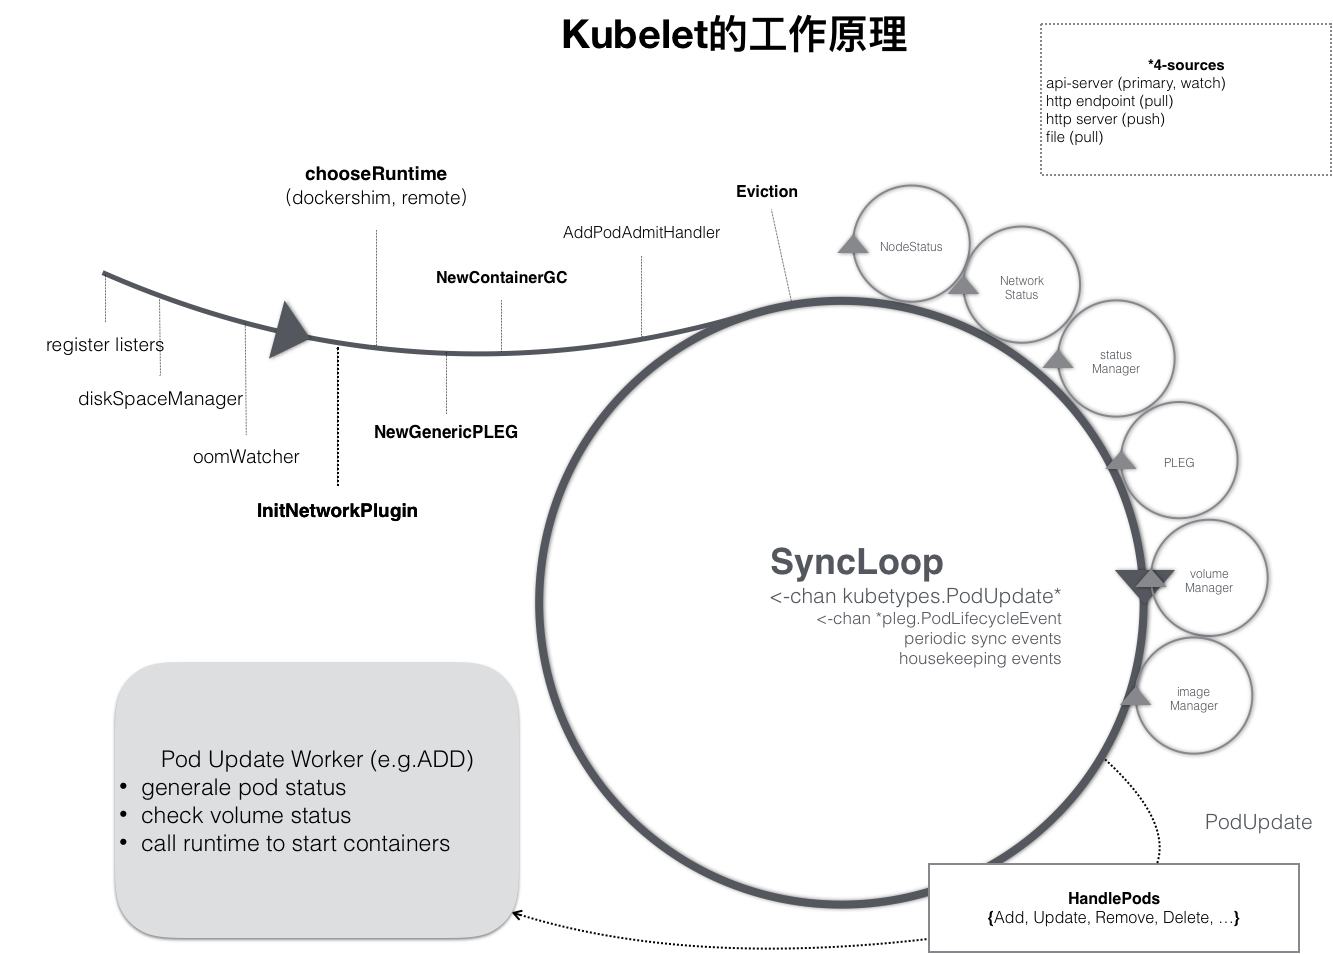 Kubelet的工作原理
*4-sources
api-server (primary, watch)
http endpoint (pull)
http server (push)
file (pull)
chooseRuntime
(dockershim, remote)
Eviction
AddPodAdmitHandler
NewContainerGC
register listers
diskSpaceManager
oomWatcher
NewGenericPLEG
InitNetworkPlugin
NodeStatus
Network
Status
status
Manager
PLEG
volume
Manager
image
Manager
SyncLoop
<-chan kubetypes.PodUpdate*
<-chan *pleg.PodLifecycleEvent
periodic sync events
housekeeping events
Pod Update Worker (e.g.ADD)
• generale pod status
• check volume status
• call runtime to start containers
PodUpdate
HandlePods
{Add, Update, Remove, Delete, …}